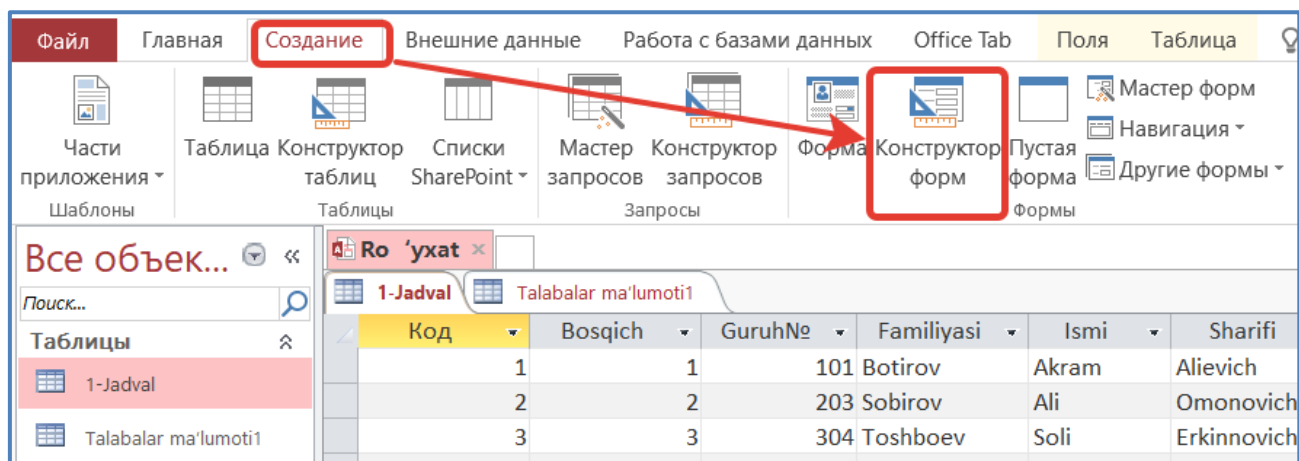 Файл Главная Создание Внешние данные Работа с базами данных Office Tab Поля Таблица
Части приложения
Таблица
Конструктор таблиц
Списки SharePoint
Мастер запросов
Конструктор запросов
Форма
Конструктор форм
Пустая форма
Мастер форм
Навигация
Другие формы
Шаблоны Таблицы Запросы Формы
Все объек...
Поиск...
Таблицы
1-Jadval
Talabalar ma'lumoti1
Ro 'yxat
1-Jadval Talabalar ma'lumoti1
Код Bosqich Guruh№ Familiyasi Ismi Sharifi
1 1 101 Botirov Akram Alievich
2 2 203 Sobirov Ali Omonovich
3 3 304 Toshboev Soli Erkinnovich